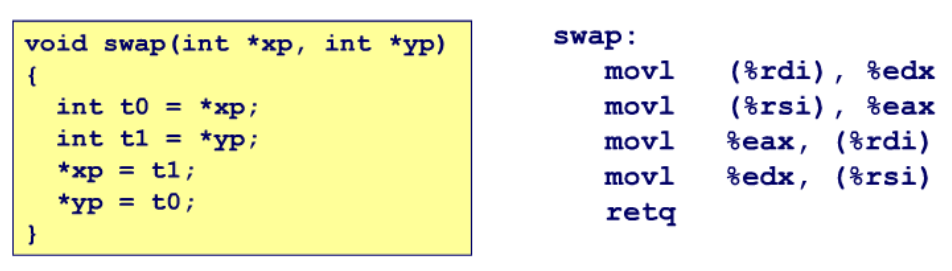 void swap(int *xp, int *yp)
{
  int t0 = *xp;
  int t1 = *yp;
  *xp = t1;
  *yp = t0;
}
swap:
   movl   (%rdi), %edx
   movl   (%rsi), %eax
   movl   %eax, (%rdi)
   movl   %edx, (%rsi)
   retq